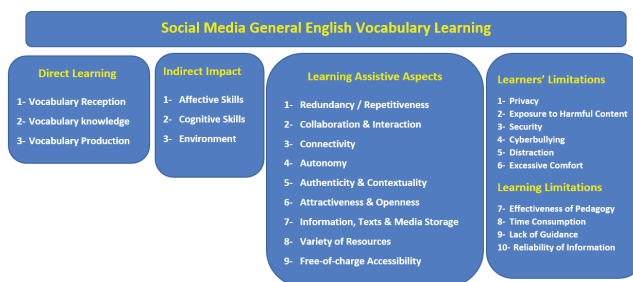 Social Media General English Vocabulary Learning
Direct Learning
1- Vocabulary Reception
2- Vocabulary knowledge
3- Vocabulary Production
Indirect Impact
1- Affective Skills
2- Cognitive Skills
3- Environment
Learning Assistive Aspects
1- Redundancy / Repetitiveness
2- Collaboration & Interaction
3- Connectivity
4- Autonomy
5- Authenticity & Contextuality
6- Attractiveness & Openness
7- Information, Texts & Media Storage
8- Variety of Resources
9- Free-of-charge Accessibility
Learners' Limitations
1- Privacy
2- Exposure to Harmful Content
3- Security
4- Cyberbullying
5- Distraction
6- Excessive Comfort
Learning Limitations
7- Effectiveness of Pedagogy
8- Time Consumption
9- Lack of Guidance
10- Reliability of Information